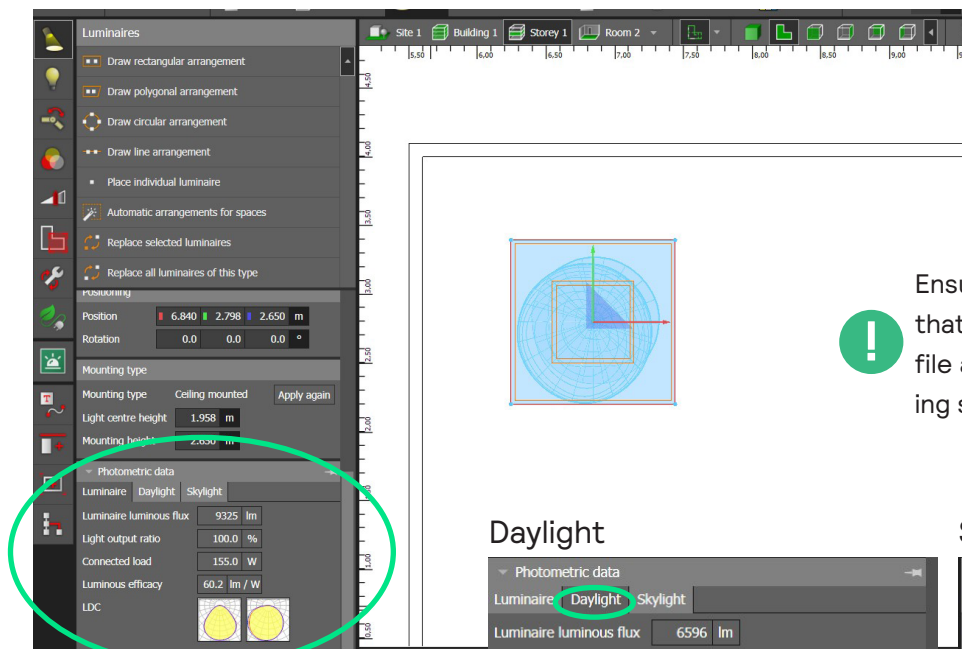 Luminaires
Site 1 Building 1 Storey 1 Room 2
5,50 6,00 6,50 7,00 7,50 8,00 8,50 9,00
Draw rectangular arrangement
Draw polygonal arrangement
Draw circular arrangement
Draw line arrangement
Place individual luminaire
Automatic arrangements for spaces
Replace selected luminaires
Replace all luminaires of this type
4,50
4,00
3,50
3,00
2,50
2,00
1,00
0,50
Positioning
Position 6.840 2.798 2.650 m
Rotation 0.0 0.0 0.0 °
Mounting type
Mounting type Ceiling mounted Apply again
Light centre height 1.958 m
Mounting height 2.650 m
Photometric data
Luminaire Daylight Skylight
Luminaire luminous flux 9325 lm
Light output ratio 100.0 %
Connected load 155.0 W
Luminous efficacy 60.2 lm / W
LDC
Ensu
that
file a
ing s
!
Daylight
Photometric data
Luminaire Daylight Skylight
Luminaire luminous flux 6596 lm